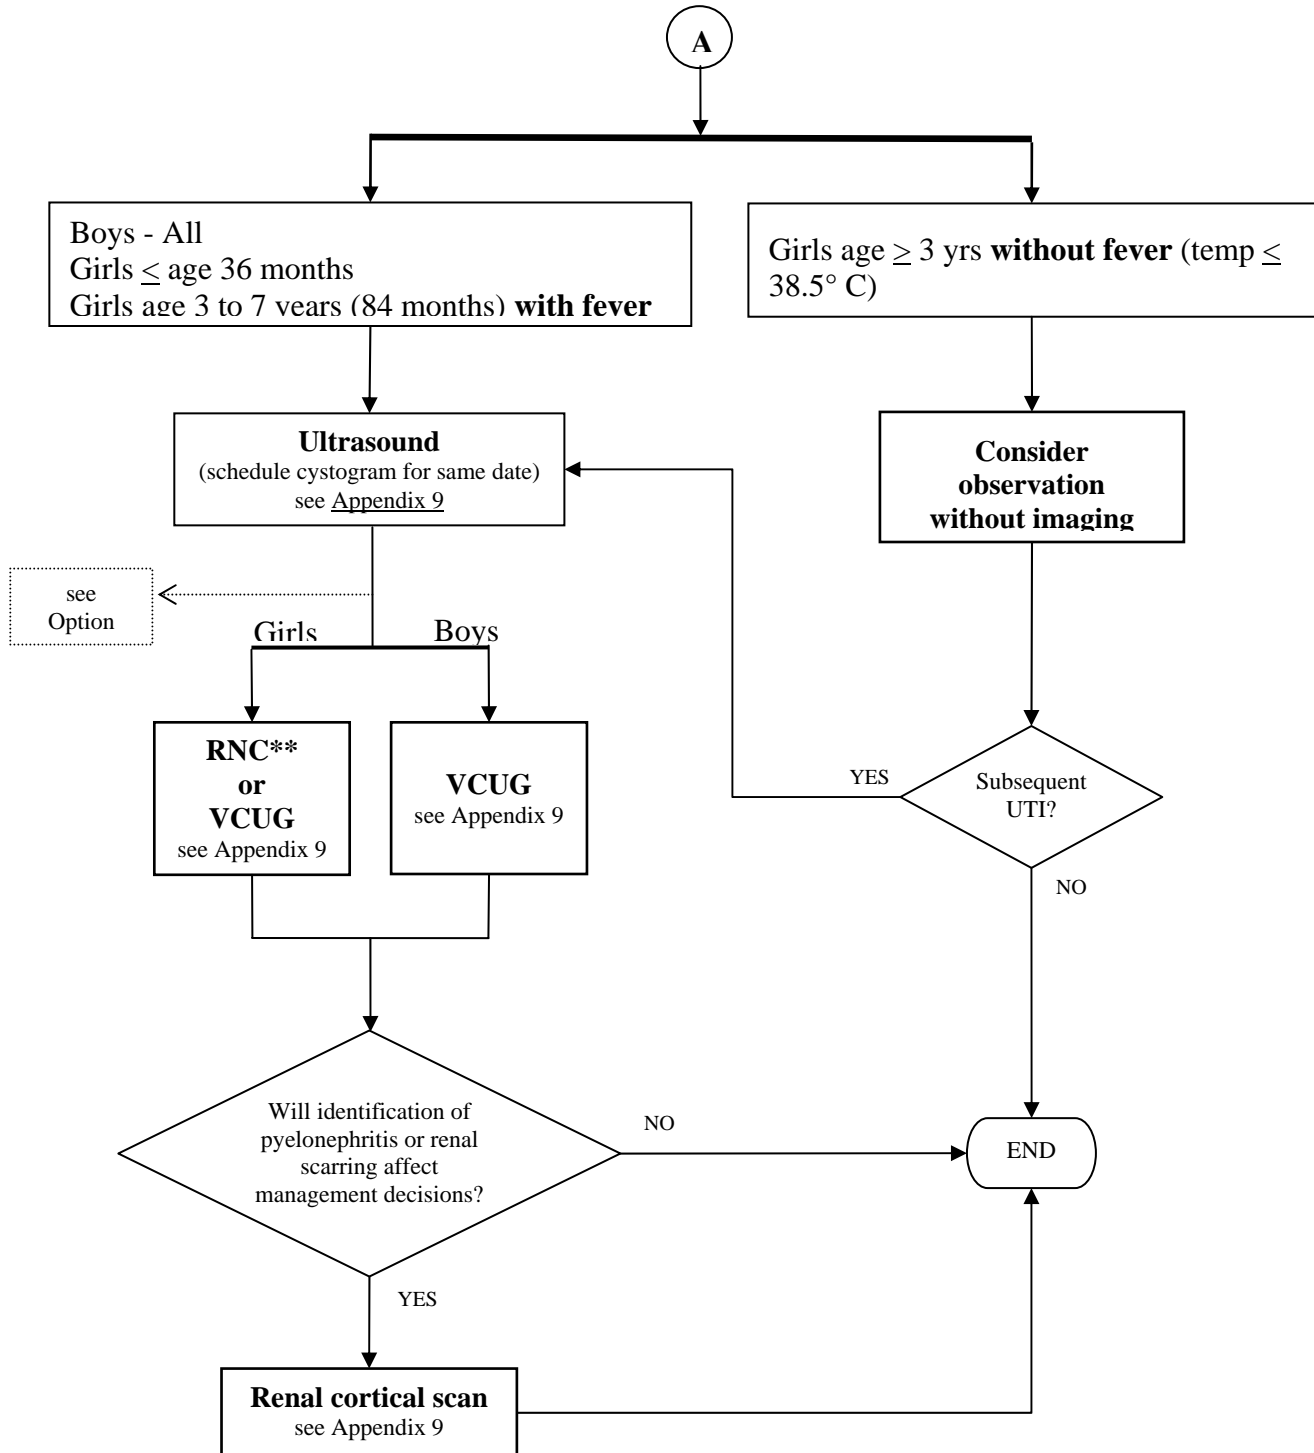 A
Boys - All
Girls ≤ age 36 months
Girls age 3 to 7 years (84 months) with fever
Girls age ≥ 3 yrs without fever (temp ≤
38.5° C)
Ultrasound
(schedule cystogram for same date)
see Appendix 9
Consider
observation
without imaging
see
Option
Girls
Boys
RNC**
or
VCUG
see Appendix 9
VCUG
see Appendix 9
YES
Subsequent
UTI?
NO
Will identification of
pyelonephritis or renal
scarring affect
management decisions?
NO
END
YES
Renal cortical scan
see Appendix 9